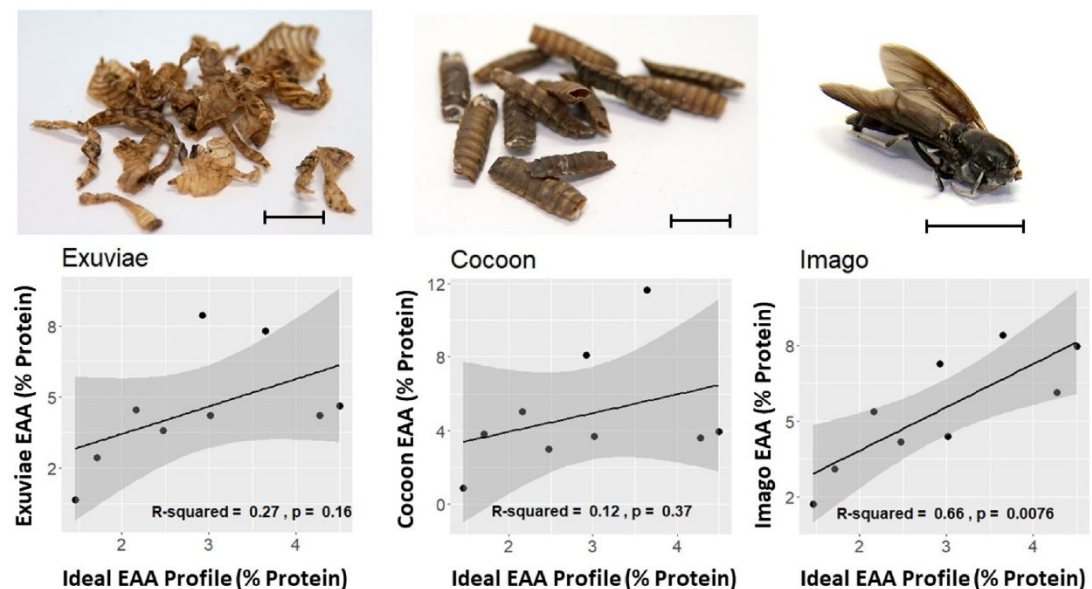 Exuviae
Exuviae EAA (% Protein)
8
5
2
R-squared = 0.27 , p = 0.16
2 3 4
Ideal EAA Profile (% Protein)
Cocoon
Cocoon EAA (% Protein)
12
8
4
0
R-squared = 0.12 , p = 0.37
2 3 4
Ideal EAA Profile (% Protein)
Imago
Imago EAA (% Protein)
8
5
2
R-squared = 0.66 , p = 0.0076
2 3 4
Ideal EAA Profile (% Protein)